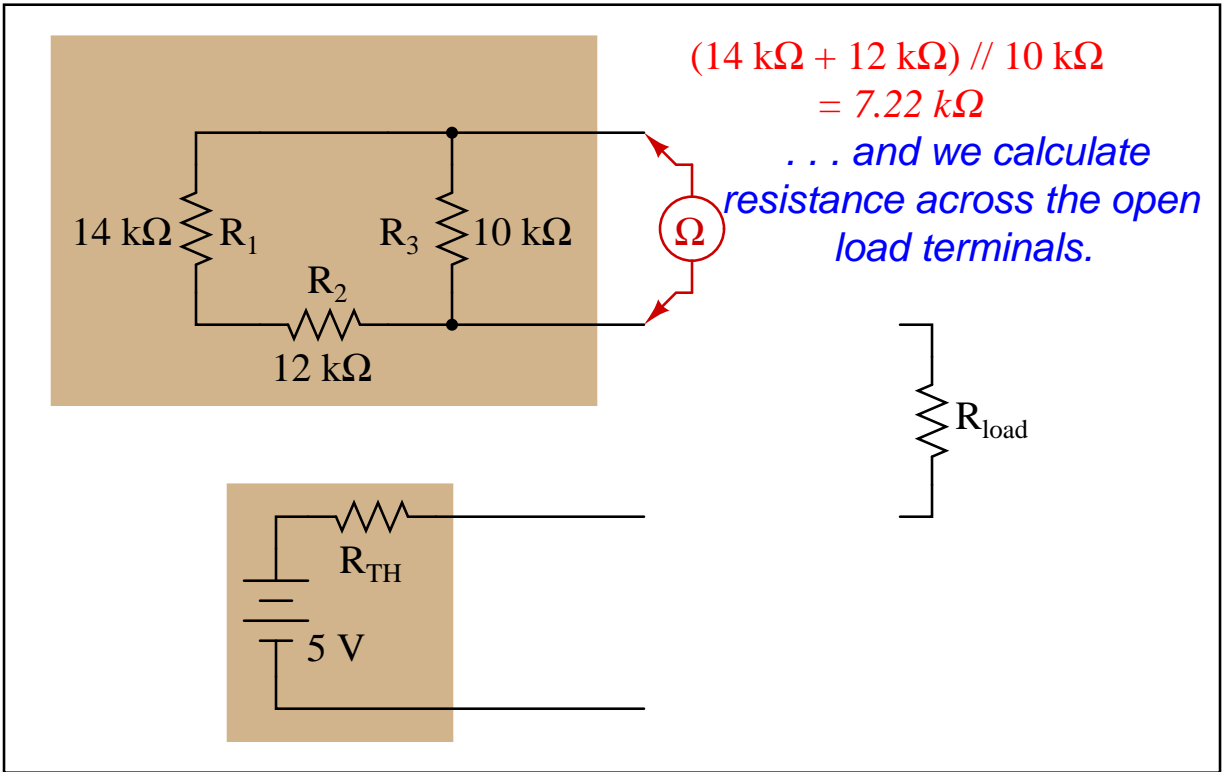 (14 kΩ + 12 kΩ) // 10 kΩ
= 7.22 kΩ
. . . and we calculate
resistance across the open
load terminals.
14 kΩ R1 R3 10 kΩ Ω
R2
12 kΩ
Rload
RTH
5 V